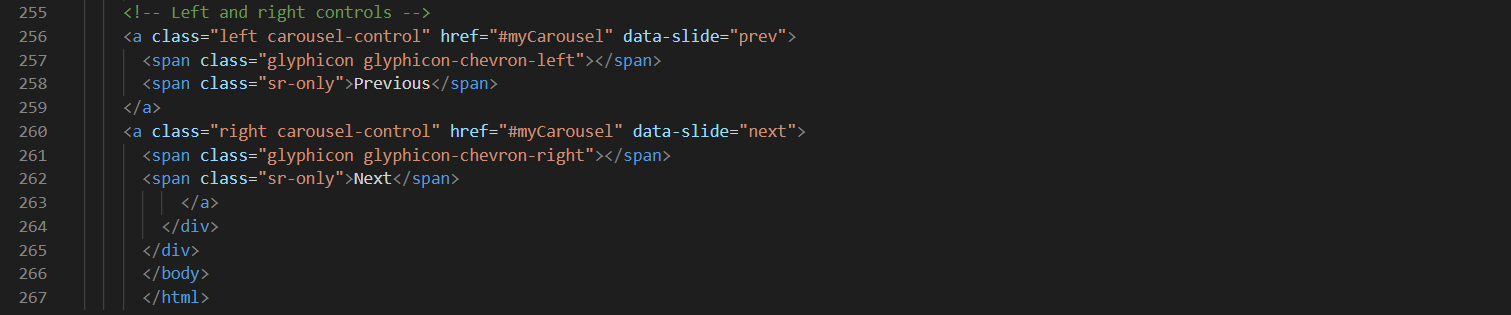 255 <!-- Left and right controls -->
256 <a class="left carousel-control" href="#myCarousel" data-slide="prev">
257 <span class="glyphicon glyphicon-chevron-left"></span>
258 <span class="sr-only">Previous</span>
259 </a>
260 <a class="right carousel-control" href="#myCarousel" data-slide="next">
261 <span class="glyphicon glyphicon-chevron-right"></span>
262 <span class="sr-only">Next</span>
263 </a>
264 </div>
265 </div>
266 </body>
267 </html>